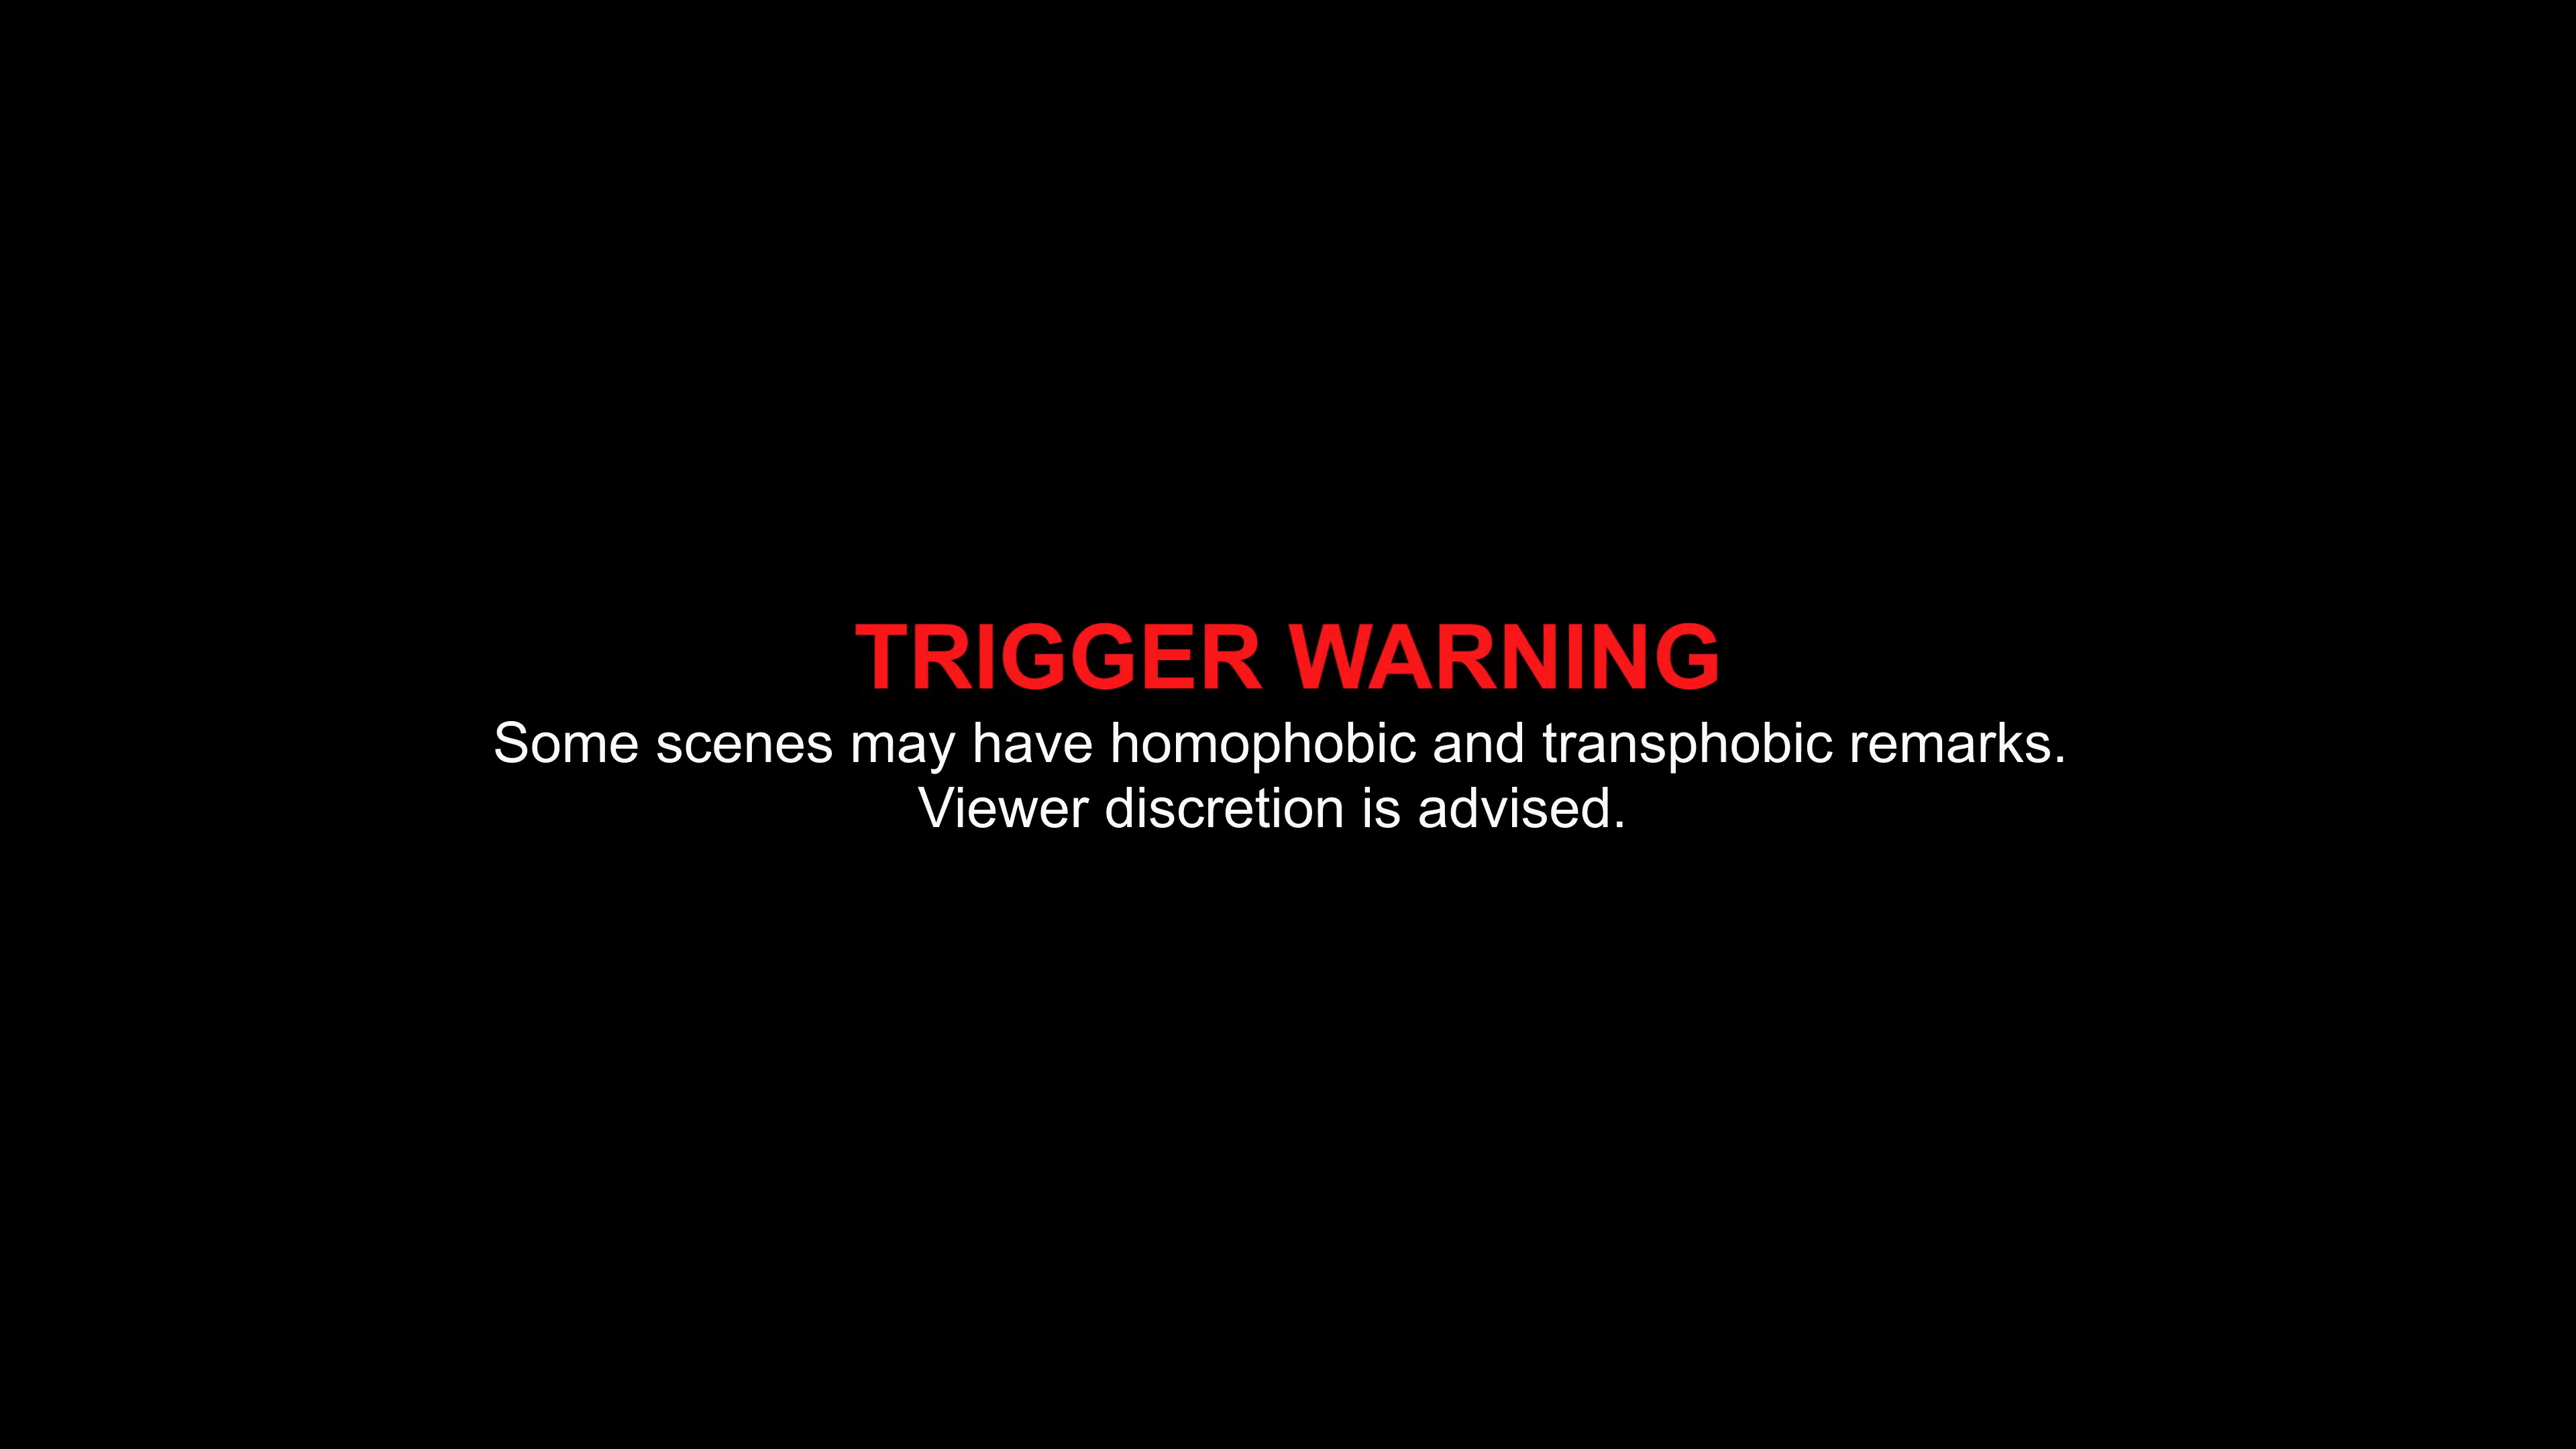 TRIGGER WARNING
Some scenes may have homophobic and transphobic remarks.
Viewer discretion is advised.